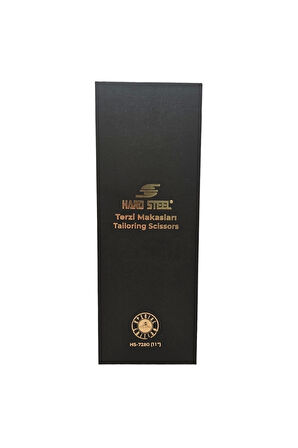 HARD STEEL®
Terzi Makasları
Tailoring Scissors
HS-7280 (11")